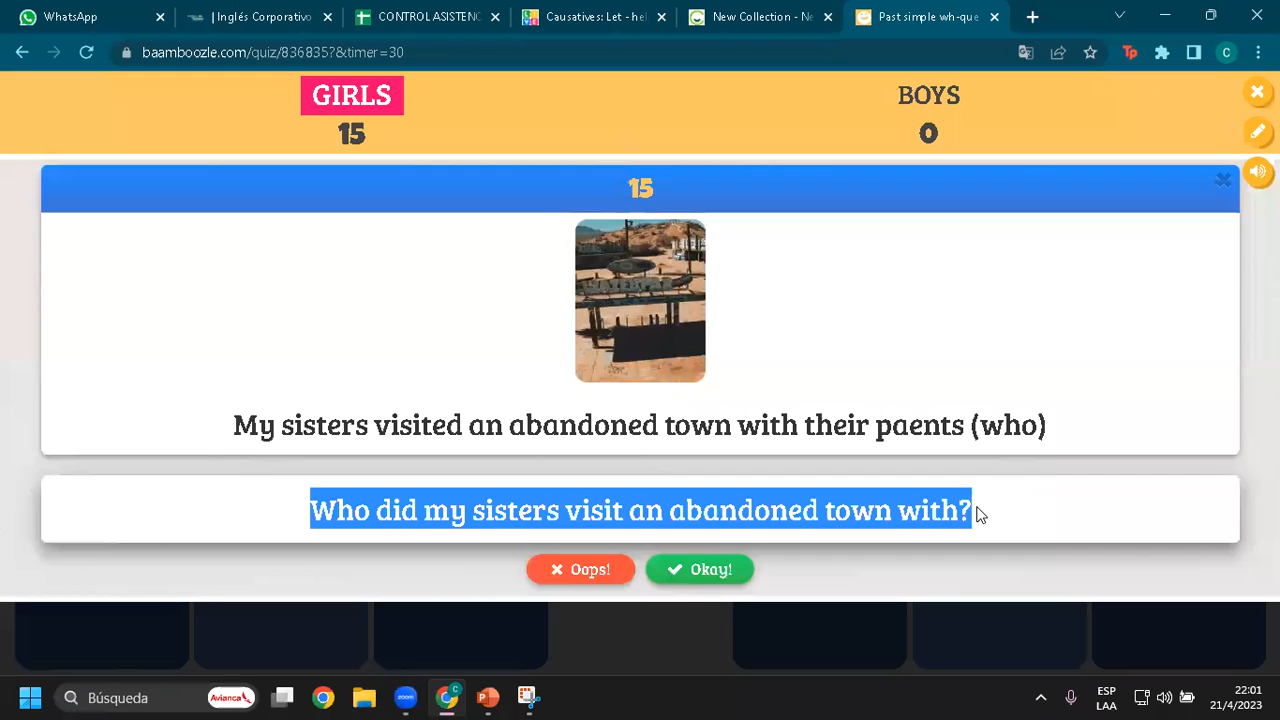 WhatsApp
| Inglés Corporativo
CONTROL ASISTENC
Causatives: Let - hel
New Collection - Ne
Past simple wh-que
baamboozle.com/quiz/836835?&timer=30
Tp
C
GIRLS
15
BOYS
0
15
My sisters visited an abandoned town with their paents (who)
Who did my sisters visit an abandoned town with?
Oops!
Okay!
Búsqueda
Avianca
ESP
LAA
22:01
21/4/2023